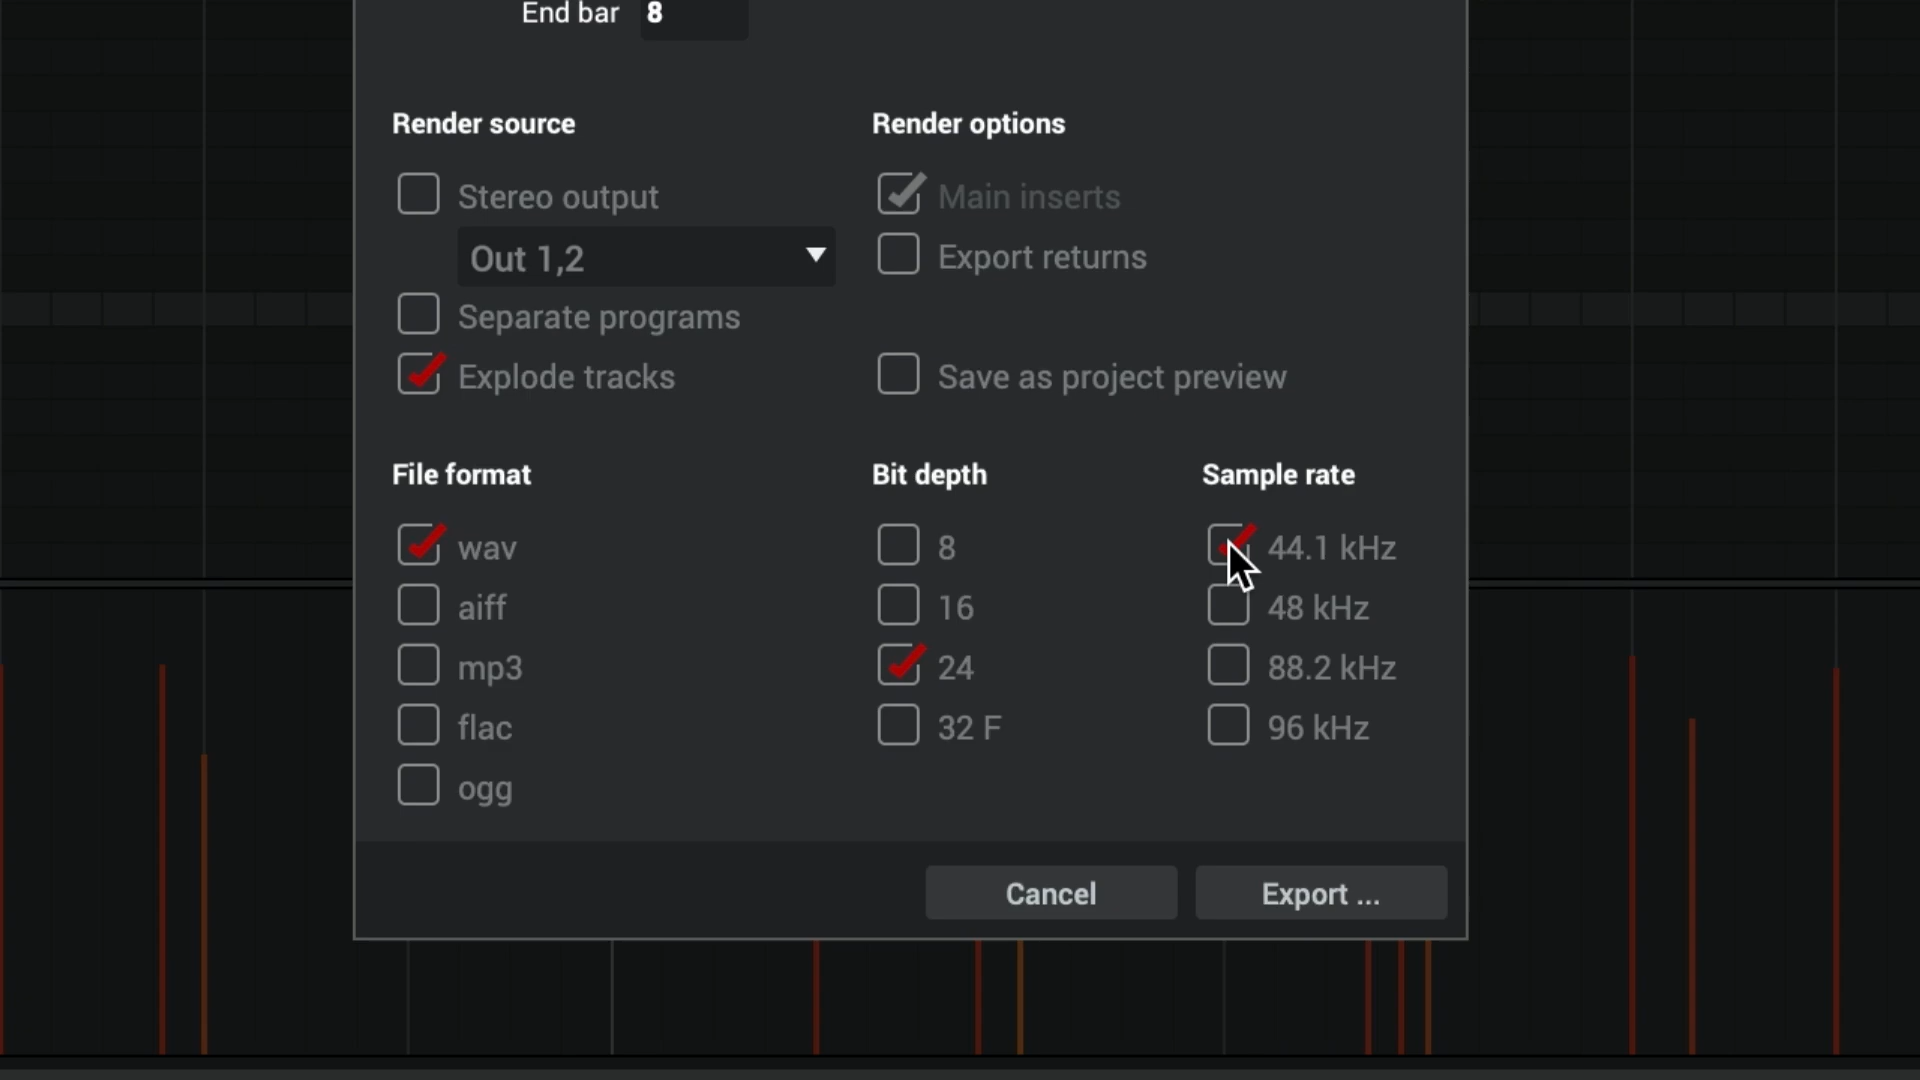 End bar 8
Render source
Render options
Stereo output
Main inserts
Out 1,2
Export returns
Separate programs
Explode tracks
Save as project preview
File format
Bit depth
Sample rate
wav
8
44.1 kHz
aiff
16
48 kHz
mp3
24
88.2 kHz
flac
32 F
96 kHz
ogg
Cancel
Export ...